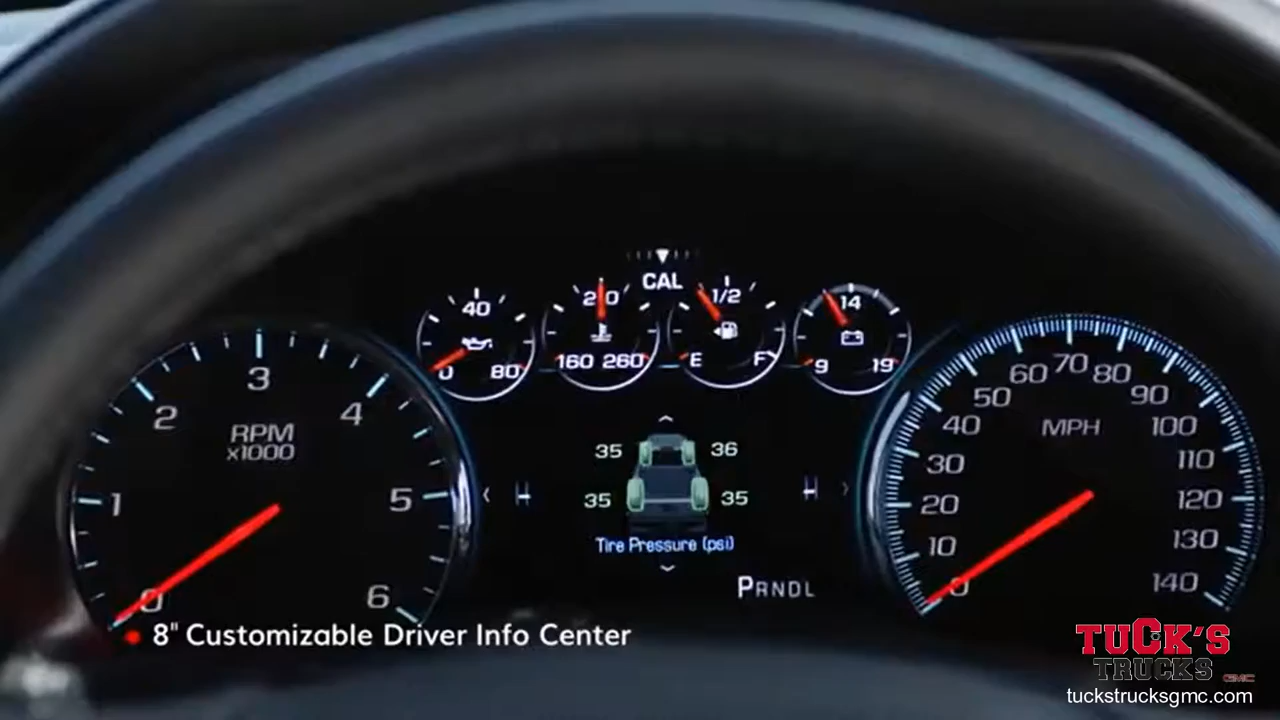 CAL
40
0 80
210
160 260
1/2
E F
14
9 19
0 1 2 3 4 5 6
RPM
x1000
35 36
35 35
Tire Pressure (psi)
PRNDL
0 10 20 30 40 50 60 70 80 90 100 110 120 130 140
MPH
8" Customizable Driver Info Center
TUCK'S
TRUCKS
GMC
tuckstrucksgmc.com